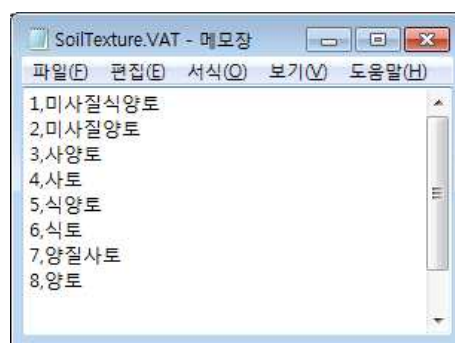 SoilTexture.VAT - 메모장
파일(F) 편집(E) 서식(O) 보기(V) 도움말(H)
1,미사질식양토
2,미사질양토
3,사양토
4,사토
5,식양토
6,식토
7,양질사토
8,양토